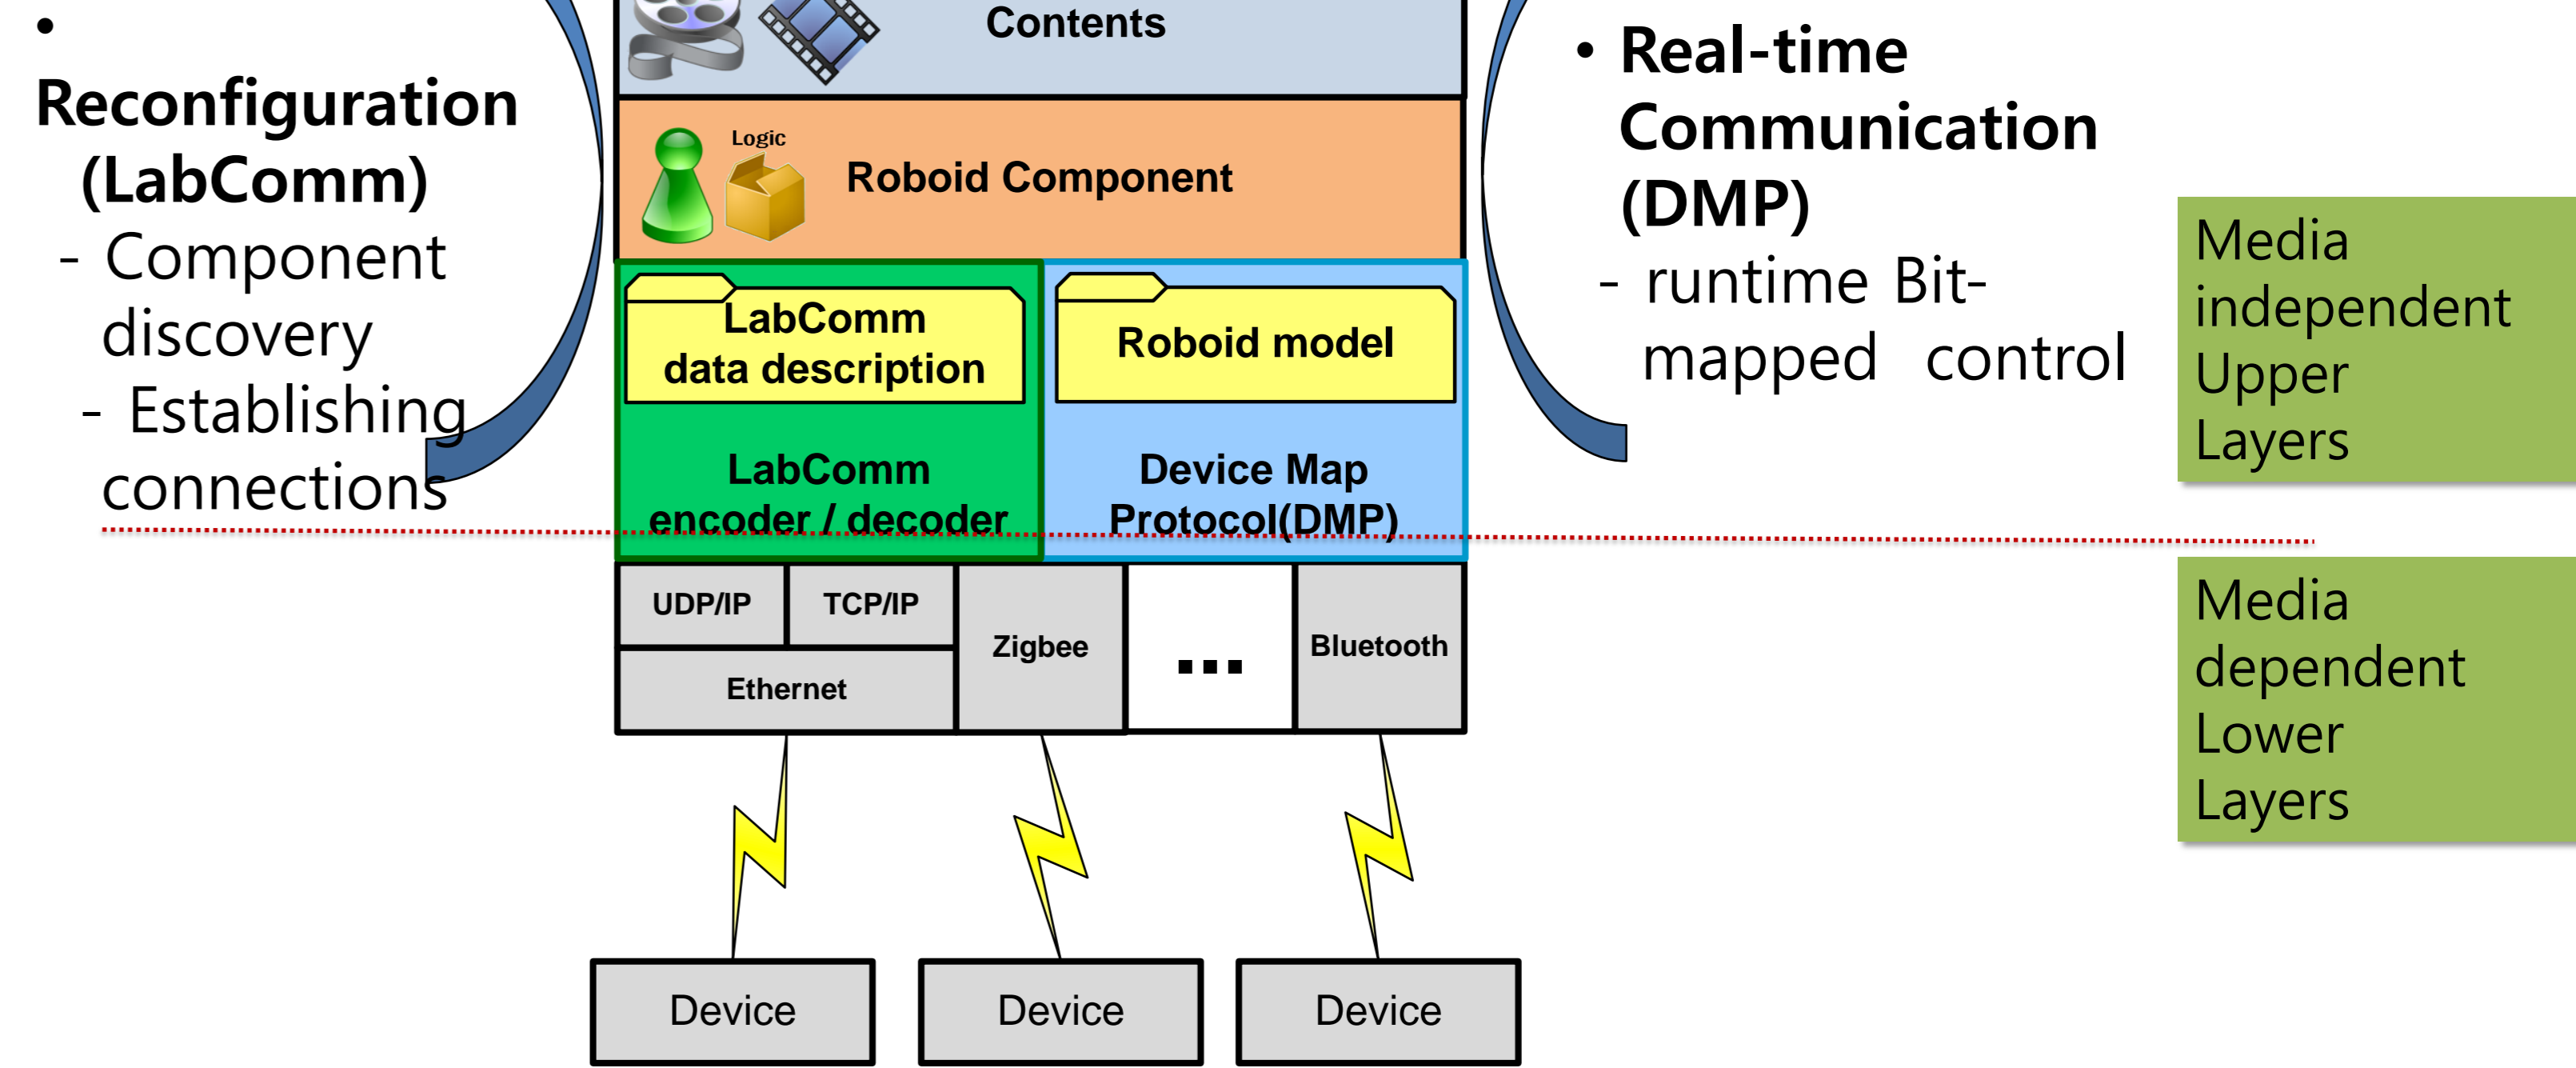 •
Reconfiguration
(LabComm)
- Component
discovery
- Establishing
connections
Contents
Logic
Roboid Component
LabComm
data description
Roboid model
LabComm
encoder / decoder
Device Map
Protocol(DMP)
• Real-time
Communication
(DMP)
- runtime Bit-
mapped control
Media
independent
Upper
Layers
UDP/IP
TCP/IP
Ethernet
Zigbee
...
Bluetooth
Media
dependent
Lower
Layers
Device
Device
Device